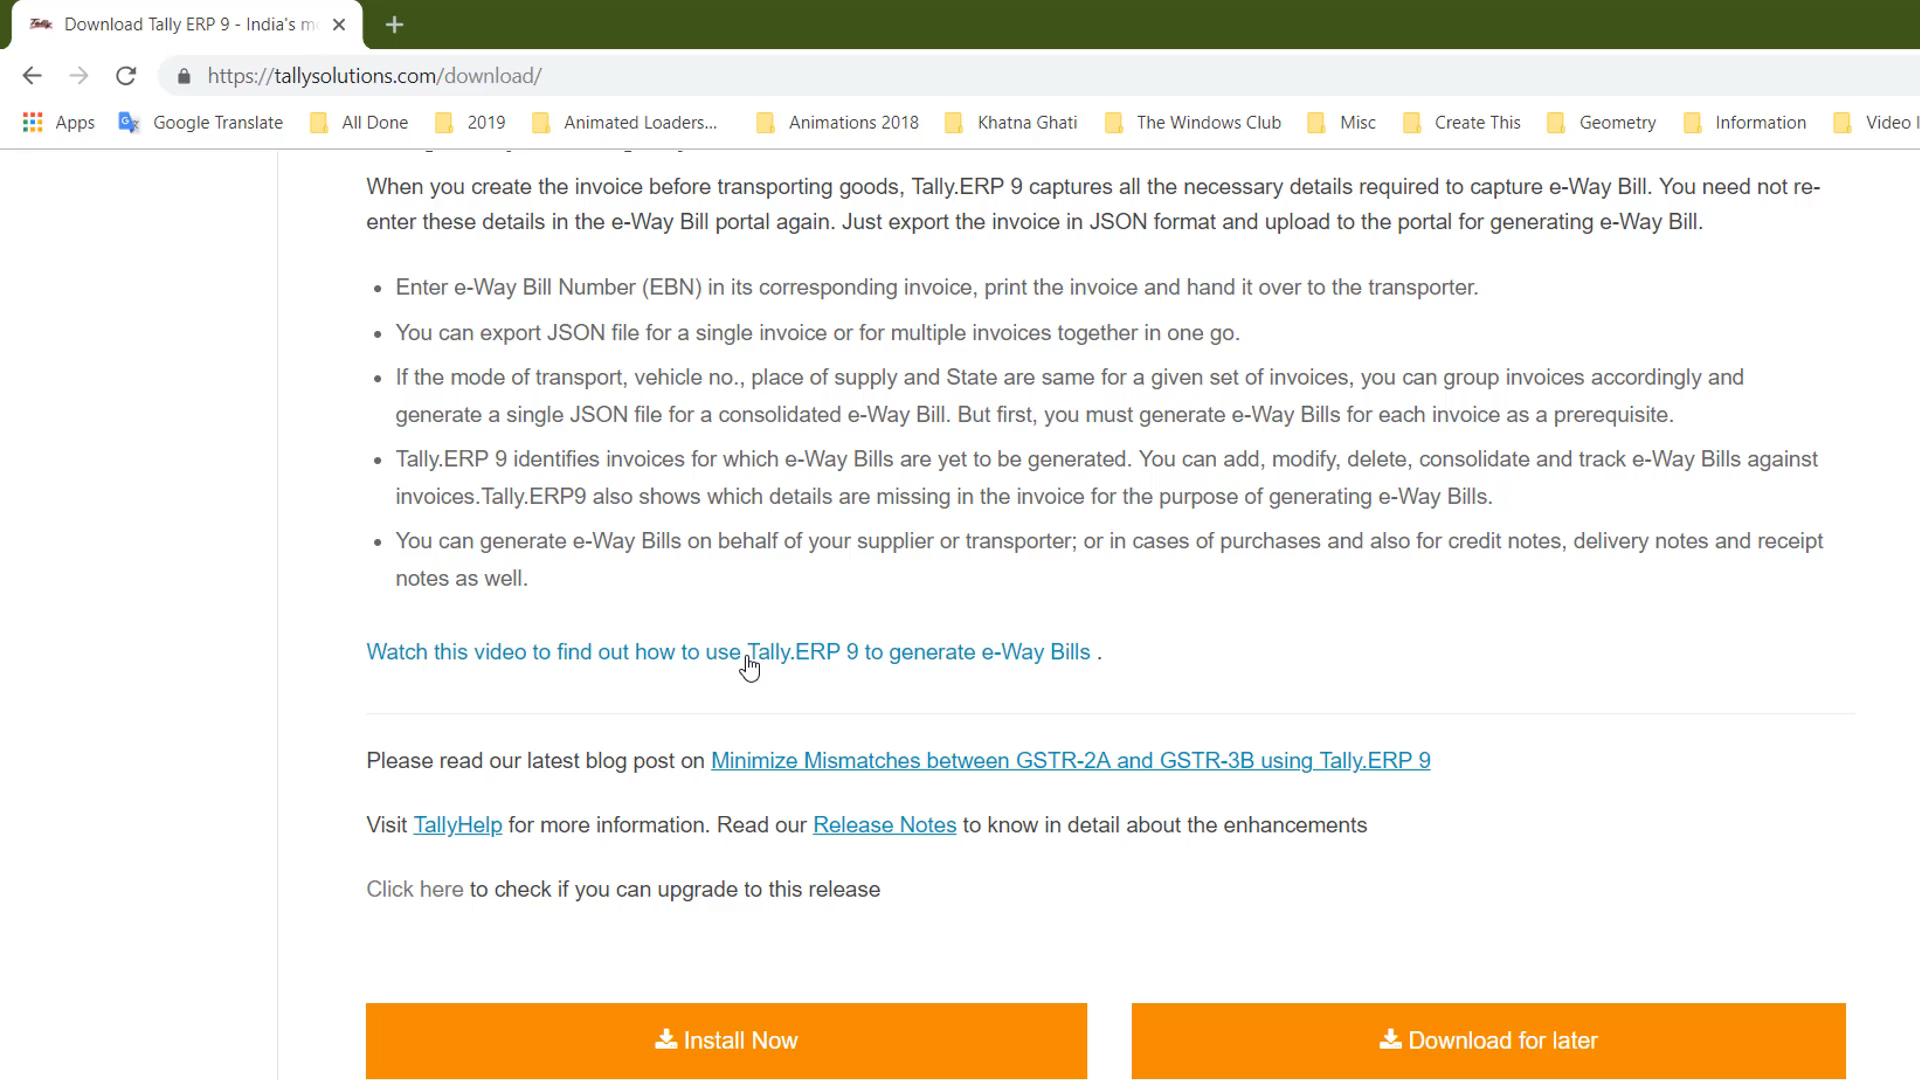 Download Tally ERP 9 - India's m
https://tallysolutions.com/download/
Apps Google Translate All Done 2019 Animated Loaders... Animations 2018 Khatna Ghati The Windows Club Misc Create This Geometry Information Video
When you create the invoice before transporting goods, Tally.ERP 9 captures all the necessary details required to capture e-Way Bill. You need not re-
enter these details in the e-Way Bill portal again. Just export the invoice in JSON format and upload to the portal for generating e-Way Bill.
• Enter e-Way Bill Number (EBN) in its corresponding invoice, print the invoice and hand it over to the transporter.
• You can export JSON file for a single invoice or for multiple invoices together in one go.
• If the mode of transport, vehicle no., place of supply and State are same for a given set of invoices, you can group invoices accordingly and
generate a single JSON file for a consolidated e-Way Bill. But first, you must generate e-Way Bills for each invoice as a prerequisite.
• Tally.ERP 9 identifies invoices for which e-Way Bills are yet to be generated. You can add, modify, delete, consolidate and track e-Way Bills against
invoices.Tally.ERP9 also shows which details are missing in the invoice for the purpose of generating e-Way Bills.
• You can generate e-Way Bills on behalf of your supplier or transporter; or in cases of purchases and also for credit notes, delivery notes and receipt
notes as well.
Watch this video to find out how to use Tally.ERP 9 to generate e-Way Bills .
Please read our latest blog post on Minimize Mismatches between GSTR-2A and GSTR-3B using Tally.ERP 9
Visit TallyHelp for more information. Read our Release Notes to know in detail about the enhancements
Click here to check if you can upgrade to this release
Install Now
Download for later